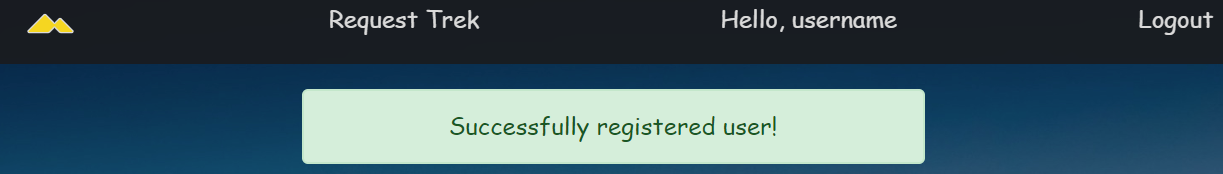 Request Trek Hello, username Logout
Successfully registered user!